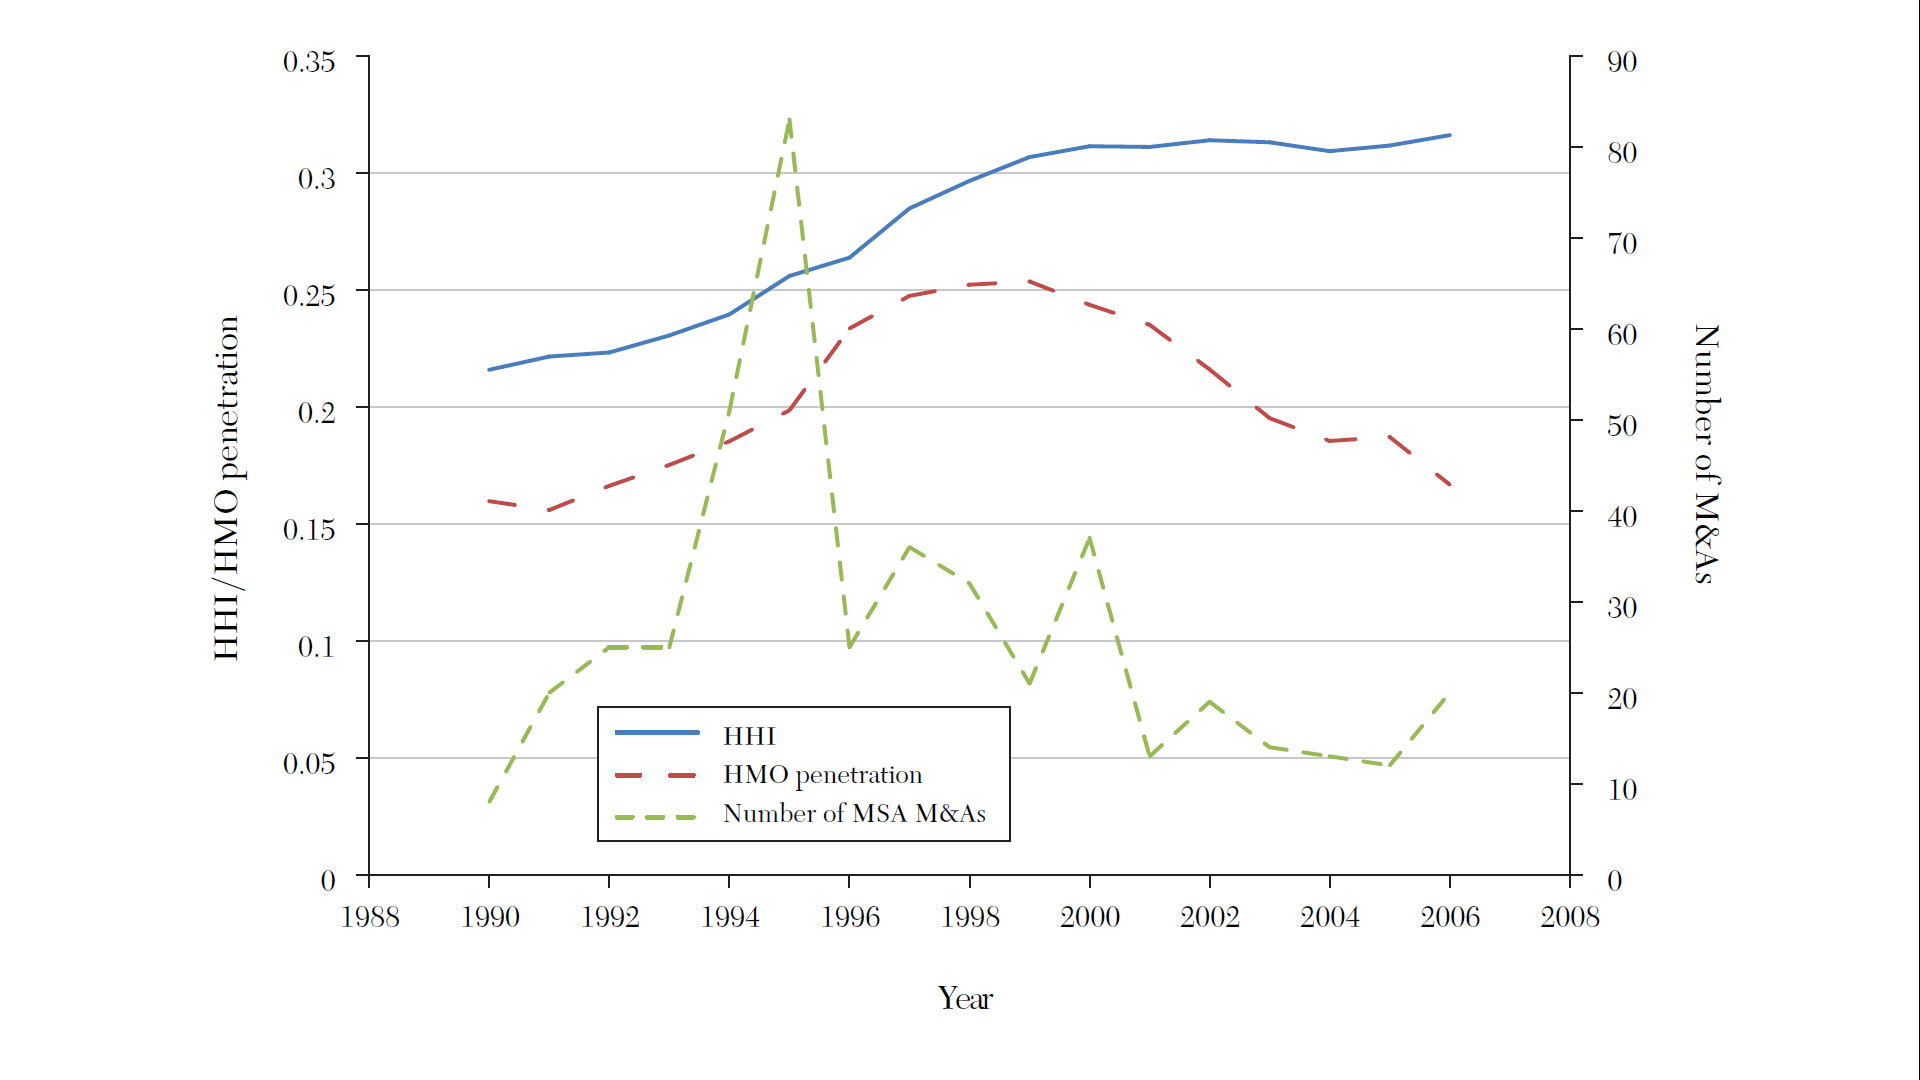 0.35
0.3
0.25
0.2
0.15
0.1
0.05
0
HHI/HMO penetration
90
80
70
60
50
40
30
20
10
0
Number of M&As
HHI
HMO penetration
Number of MSA M&As
1988 1990 1992 1994 1996 1998 2000 2002 2004 2006 2008
Year